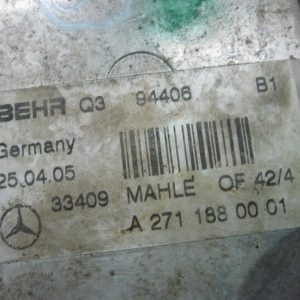 BEHR Q3 94406 B1
Germany
25.04.05
33409 MAHLE OF 42/4
A 271 188 00 01